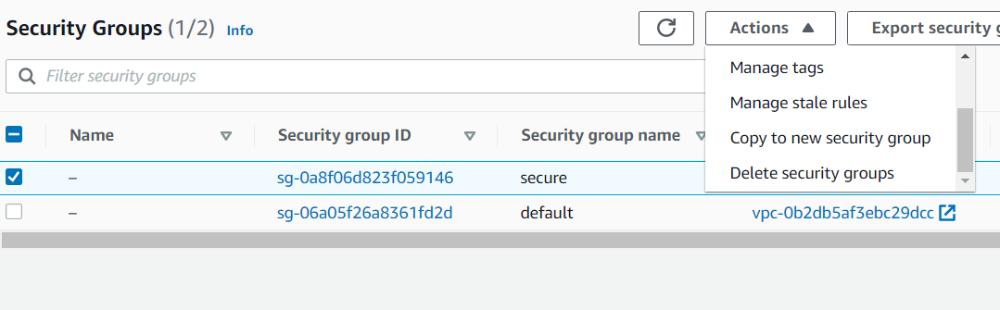 Security Groups (1/2) Info
Actions
Export security g
Filter security groups
Manage tags
Manage stale rules
Copy to new security group
Delete security groups
Name
Security group ID
Security group name
– sg-0a8f06d823f059146 secure
– sg-06a05f26a8361fd2d default vpc-0b2db5af3ebc29dcc